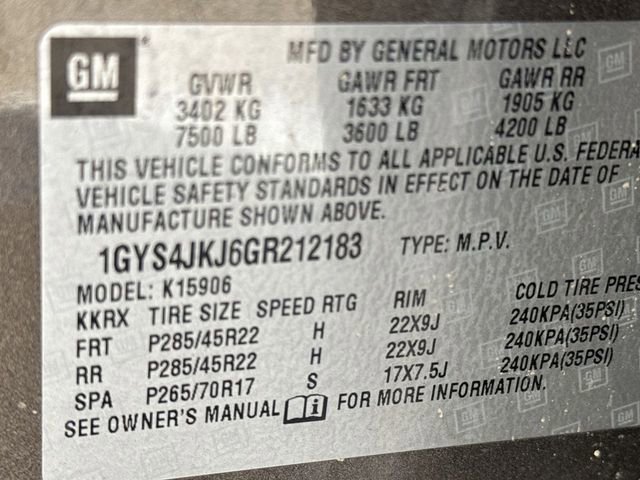 GM MFD BY GENERAL MOTORS LLC
GVWR GAWR FRT GAWR RR
3402 KG 1633 KG 1905 KG
7500 LB 3600 LB 4200 LB
THIS VEHICLE CONFORMS TO ALL APPLICABLE U.S. FEDERA
VEHICLE SAFETY STANDARDS IN EFFECT ON THE DATE OF
MANUFACTURE SHOWN ABOVE.
1GYS4JKJ6GR212183 TYPE: M.P.V.
MODEL: K15906
KKRX TIRE SIZE SPEED RTG RIM COLD TIRE PRES
FRT P285/45R22 H 22X9J 240KPA(35PSI)
RR P285/45R22 H 22X9J 240KPA(35PSI)
SPA P265/70R17 S 17X7.5J 240KPA(35PSI)
SEE OWNER'S MANUAL i FOR MORE INFORMATION.